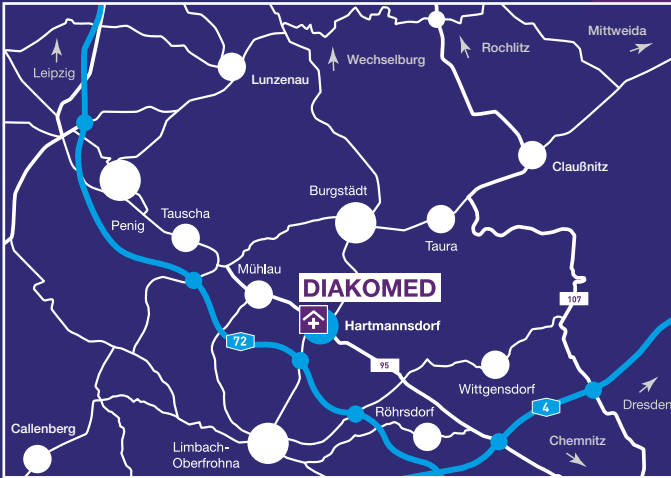 Mittweida
Rochlitz
Wechselburg
Leipzig
Lunzenau
Claußnitz
Burgstädt
Penig
Tauscha
Taura
Mühlau
DIAKOMED
107
Hartmannsdorf
72
95
Wittgensdorf
4
Dresden
Röhrsdorf
Callenberg
Limbach-
Oberfrohna
Chemnitz